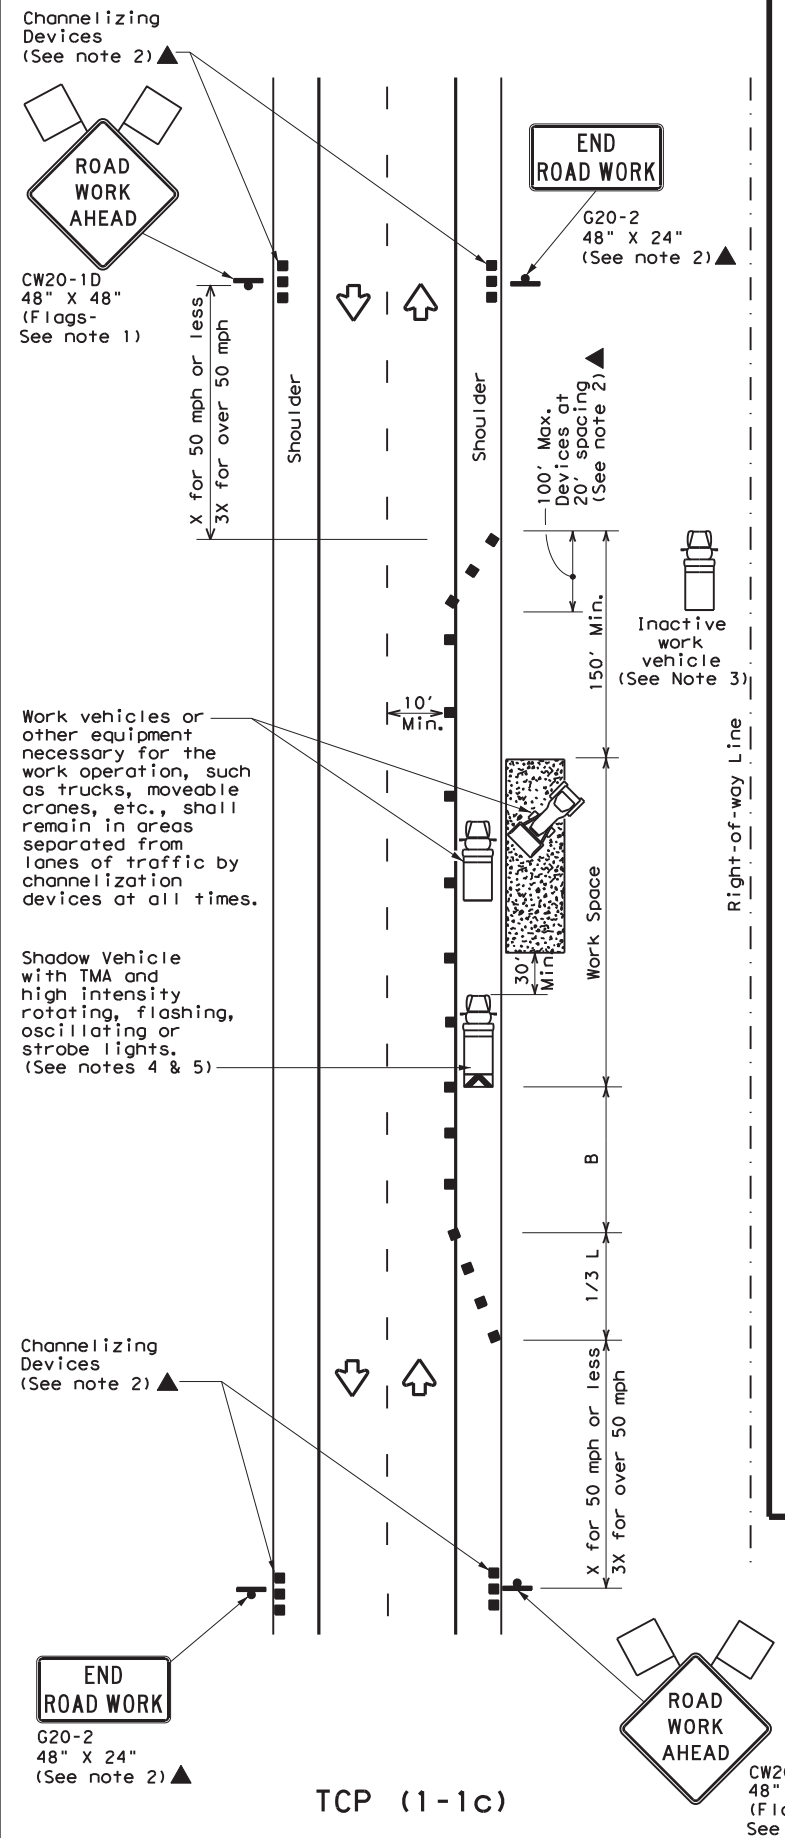 Channelizing
Devices
(See note 2)
ROAD
WORK
AHEAD
CW20-1D
48" X 48"
(Flags-
See note 1)
END
ROAD WORK
G20-2
48" X 24"
(See note 2)
X for 50 mph or less
3X for over 50 mph
Shoulder
Shoulder
100' Max.
Devices at
20' spacing
(See note 2)
150' Min.
Inactive
work
vehicle
(See Note 3)
10'
Min.
Right-of-way Line
Work vehicles or
other equipment
necessary for the
work operation, such
as trucks, moveable
cranes, etc., shall
remain in areas
separated from
lanes of traffic by
channelization
devices at all times.
Work Space
30'
Min.
Shadow Vehicle
with TMA and
high intensity
rotating, flashing,
oscillating or
strobe lights.
(See notes 4 & 5)
B
1/3 L
Channelizing
Devices
(See note 2)
X for 50 mph or less
3X for over 50 mph
END
ROAD WORK
G20-2
48" X 24"
(See note 2)
ROAD
WORK
AHEAD
48"
See
TCP (1-1c)